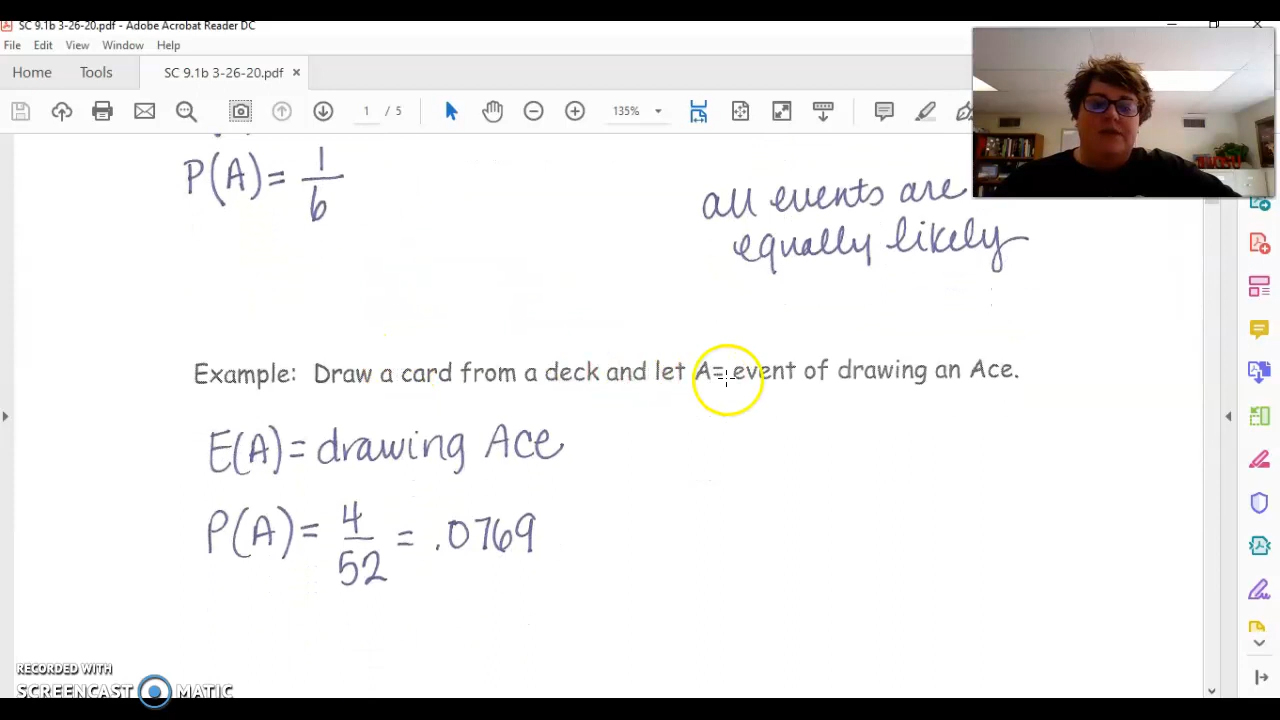 SC 9.1b 3-26-20.pdf - Adobe Acrobat Reader DC
File Edit View Window Help
Home Tools SC 9.1b 3-26-20.pdf ×
1 / 5 135%
P(A) = 1/6
all events are
equally likely
Example: Draw a card from a deck and let A= event of drawing an Ace.
E(A) = drawing Ace
P(A) = 4/52 = .0769
RECORDED WITH
SCREENCAST MATIC